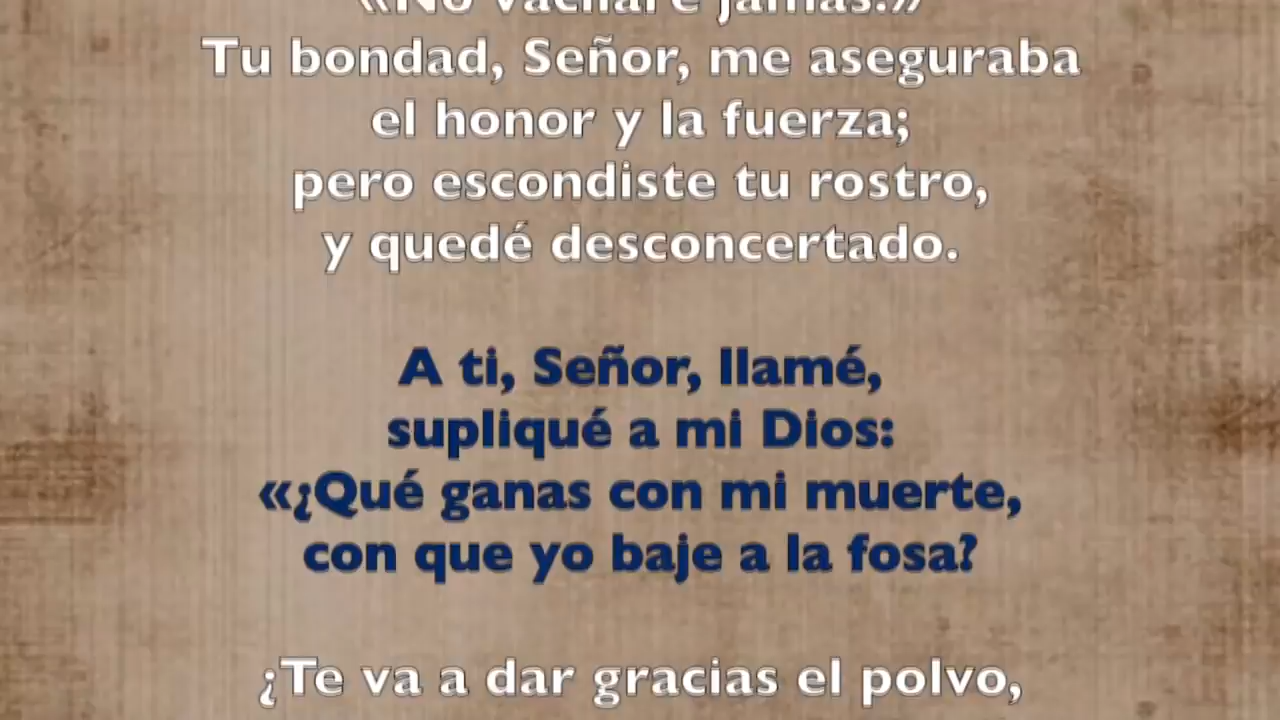 «No vacilaré jamás.»
Tu bondad, Señor, me aseguraba
el honor y la fuerza;
pero escondiste tu rostro,
y quedé desconcertado.
A ti, Señor, llamé,
supliqué a mi Dios:
«¿Qué ganas con mi muerte,
con que yo baje a la fosa?
¿Te va a dar gracias el polvo,